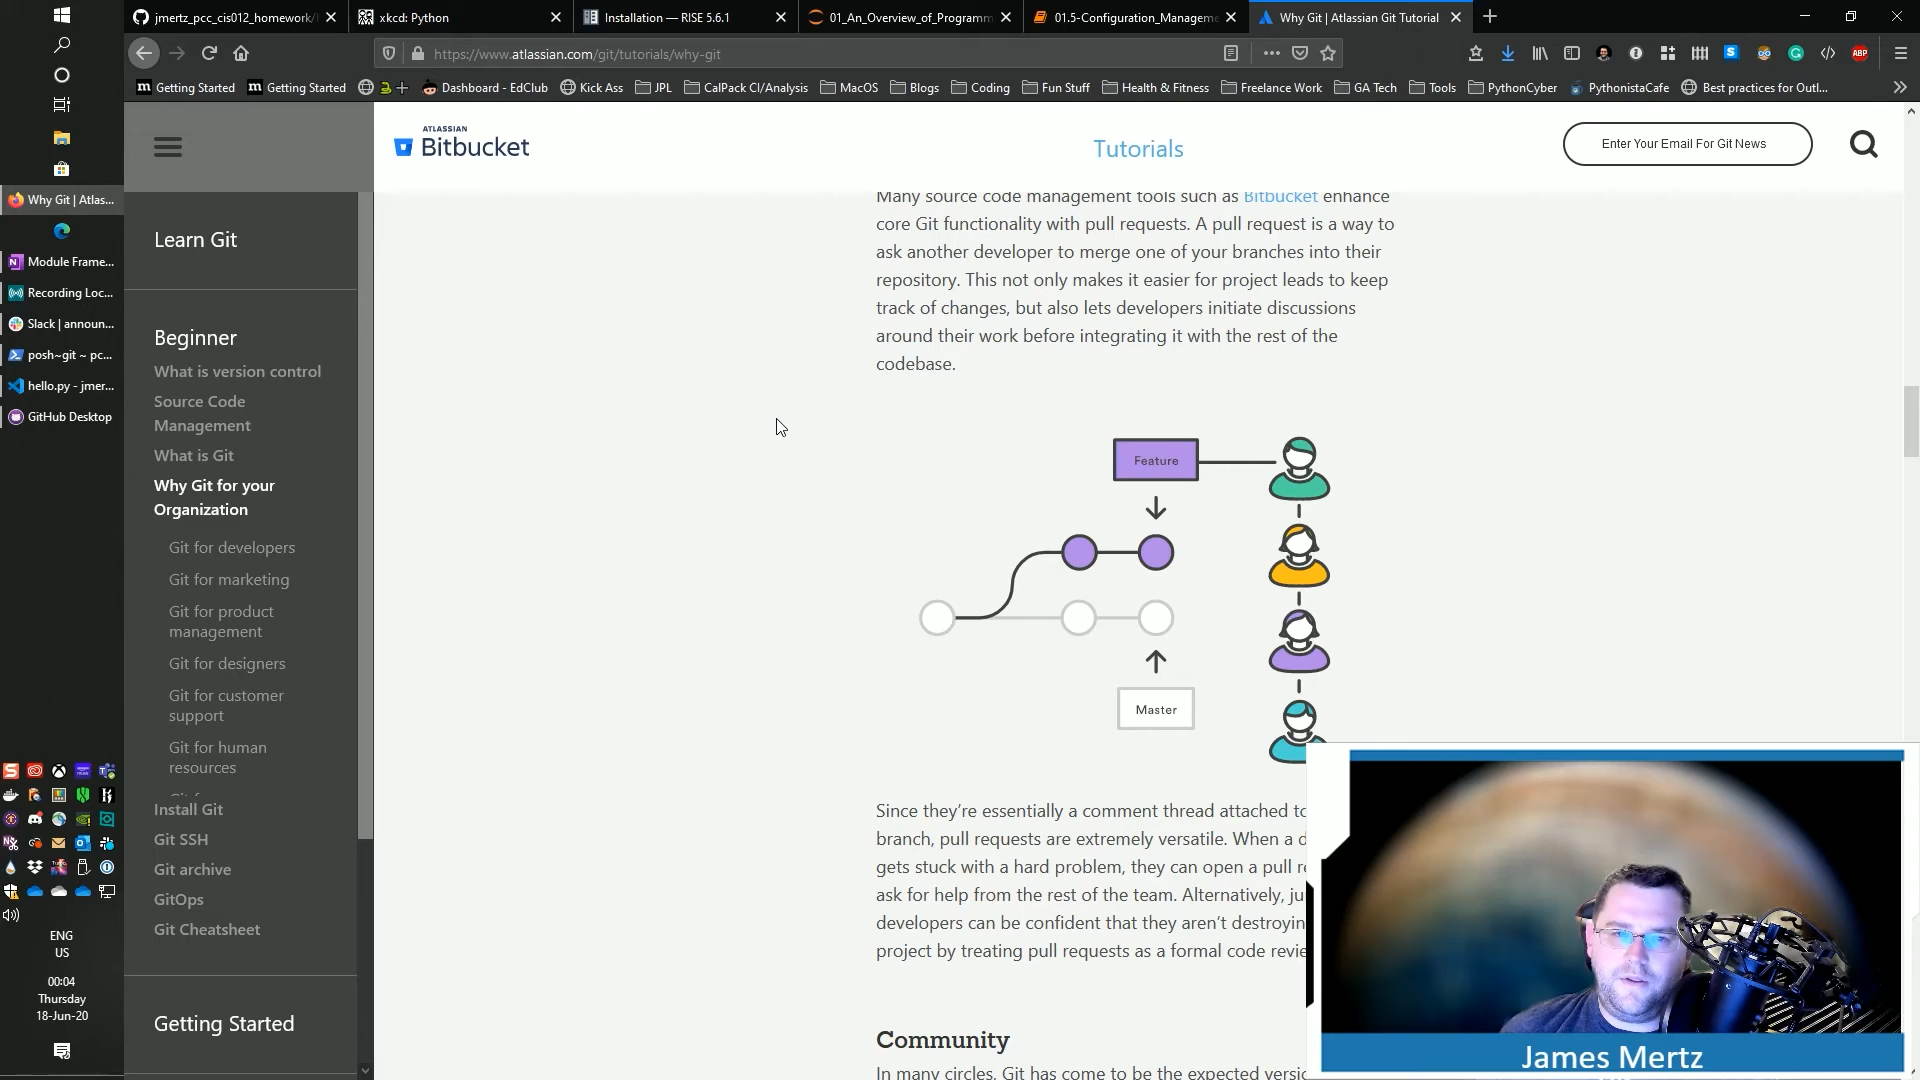 jmertz_pcc_cis012_homework/
xkcd: Python
Installation — RISE 5.6.1
01_An_Overview_of_Programm
01.5-Configuration_Manageme
Why Git | Atlassian Git Tutorial
https://www.atlassian.com/git/tutorials/why-git
Getting Started
Getting Started
Dashboard - EdClub
Kick Ass
JPL
CalPack CI/Analysis
MacOS
Blogs
Coding
Fun Stuff
Health & Fitness
Freelance Work
GA Tech
Tools
PythonCyber
PythonistaCafe
Best practices for Outl...
Why Git | Atlas...
Module Frame...
Recording Loc...
Slack | announ...
posh~git ~ pc...
hello.py - jmer...
GitHub Desktop
ENG
US
00:04
Thursday
18-Jun-20
ATLASSIAN
Bitbucket
Tutorials
Enter Your Email For Git News
Learn Git
Beginner
What is version control
Source Code
Management
What is Git
Why Git for your
Organization
Git for developers
Git for marketing
Git for product
management
Git for designers
Git for customer
support
Git for human
resources
Install Git
Git SSH
Git archive
GitOps
Git Cheatsheet
Getting Started
Many source code management tools such as Bitbucket enhance
core Git functionality with pull requests. A pull request is a way to
ask another developer to merge one of your branches into their
repository. This not only makes it easier for project leads to keep
track of changes, but also lets developers initiate discussions
around their work before integrating it with the rest of the
codebase.
Feature
Master
Since they're essentially a comment thread attached to
branch, pull requests are extremely versatile. When a d
gets stuck with a hard problem, they can open a pull re
ask for help from the rest of the team. Alternatively, ju
developers can be confident that they aren't destroyin
project by treating pull requests as a formal code revie
Community
In many circles, Git has come to be the expected versic
James Mertz